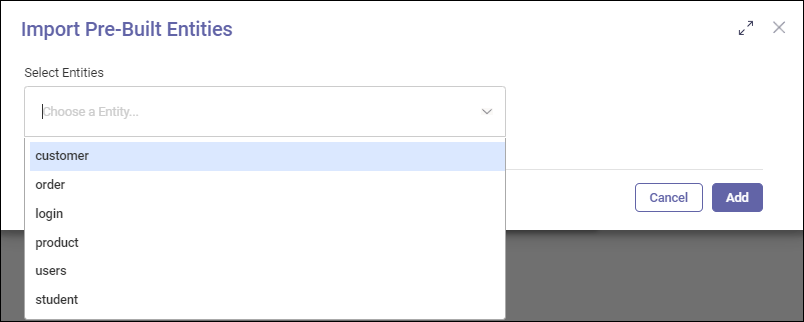 Import Pre-Built Entities
Select Entities
Choose a Entity...
customer
order
login
product
users
student
Cancel
Add